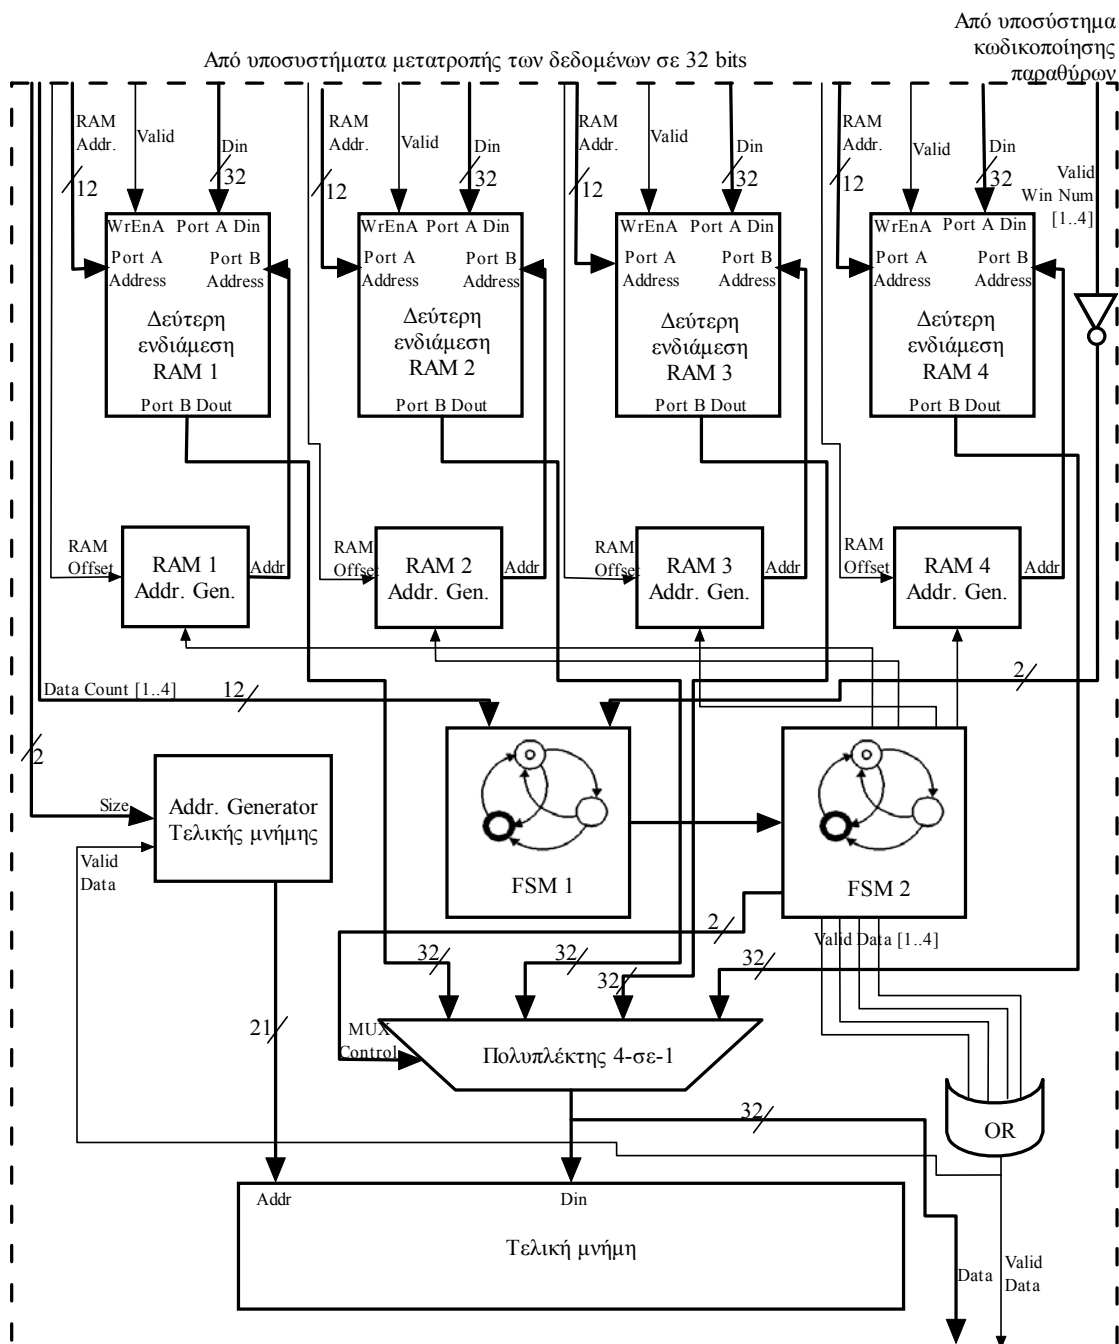 Από υποσύστημα
κωδικοποίησης
παραθύρων
Από υποσυστήματα μετατροπής των δεδομένων σε 32 bits
RAM
Addr.
12
Valid
Din
32
RAM
Addr.
12
Valid
Din
32
RAM
Addr.
12
Valid
Din
32
RAM
Addr.
12
Valid
Din
32
Valid
Win Num
[1..4]
WrEnA Port A Din
Port A
Address
Port B
Address
Δεύτερη
ενδιάμεση
RAM 1
Port B Dout
WrEnA Port A Din
Port A
Address
Port B
Address
Δεύτερη
ενδιάμεση
RAM 2
Port B Dout
WrEnA Port A Din
Port A
Address
Port B
Address
Δεύτερη
ενδιάμεση
RAM 3
Port B Dout
WrEnA Port A Din
Port A
Address
Port B
Address
Δεύτερη
ενδιάμεση
RAM 4
Port B Dout
RAM
Offset
RAM 1
Addr. Gen.
Addr
RAM
Offset
RAM 2
Addr. Gen.
Addr
RAM
Offset
RAM 3
Addr. Gen.
Addr
RAM
Offset
RAM 4
Addr. Gen.
Addr
Data Count [1..4]
12
2
2
Size
Addr. Generator
Τελικής μνήμης
Valid
Data
FSM 1
FSM 2
Valid Data [1..4]
2
32
32
32
32
21
MUX
Control
Πολυπλέκτης 4-σε-1
32
OR
Addr
Din
Τελική μνήμη
Data
Valid
Data